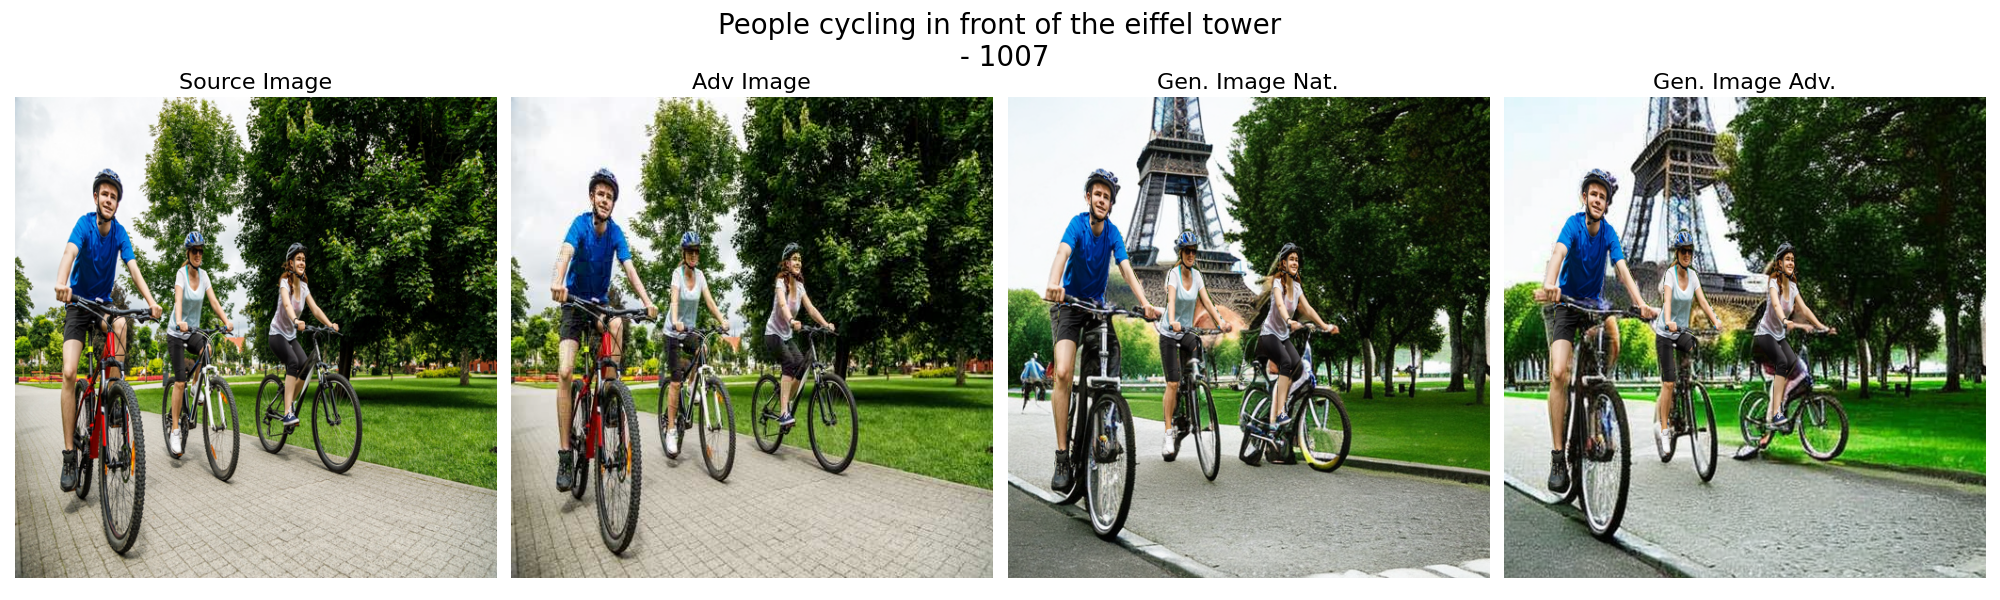 People cycling in front of the eiffel tower
- 1007
Source Image
Adv Image
Gen. Image Nat.
Gen. Image Adv.